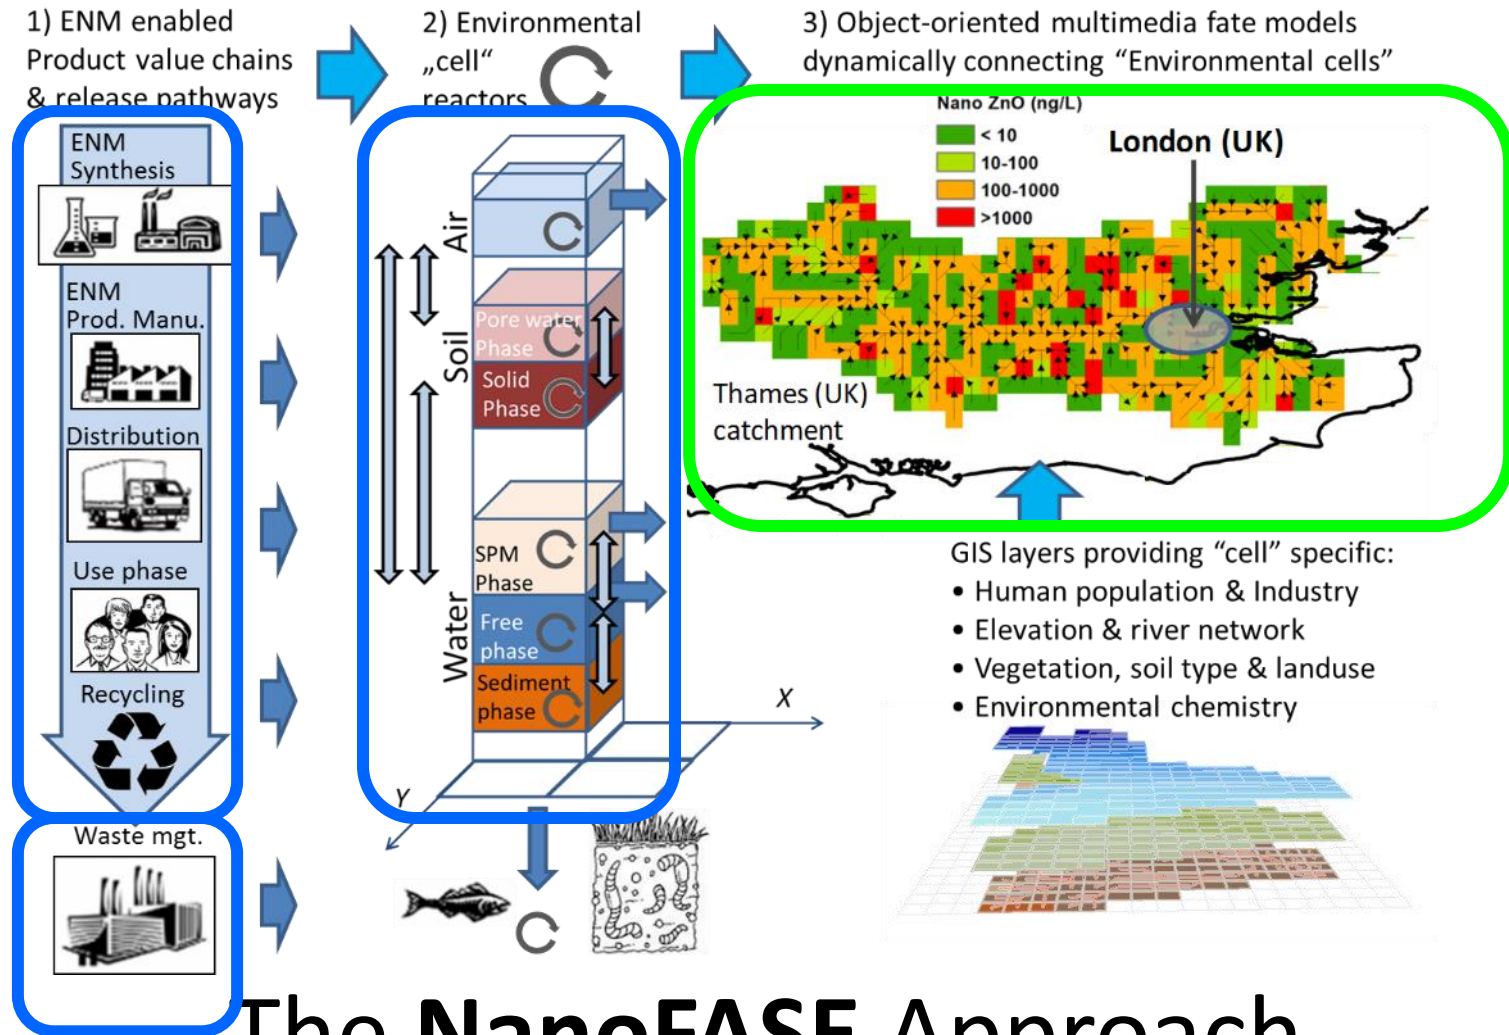 1) ENM enabled
Product value chains
& release pathways
2) Environmental
„cell“
reactors
3) Object-oriented multimedia fate models
dynamically connecting “Environmental cells”
ENM
Synthesis
ENM
Prod. Manu.
Distribution
Use phase
Recycling
Waste mgt.
Air
Soil
Water
Pore water
Phase
Solid
Phase
SPM
Phase
Free
phase
Sediment
phase
X
Y
Nano ZnO (ng/L)
< 10
10-100
100-1000
>1000
London (UK)
Thames (UK)
catchment
GIS layers providing “cell” specific:
• Human population & Industry
• Elevation & river network
• Vegetation, soil type & landuse
• Environmental chemistry
The NanoFASE Approach